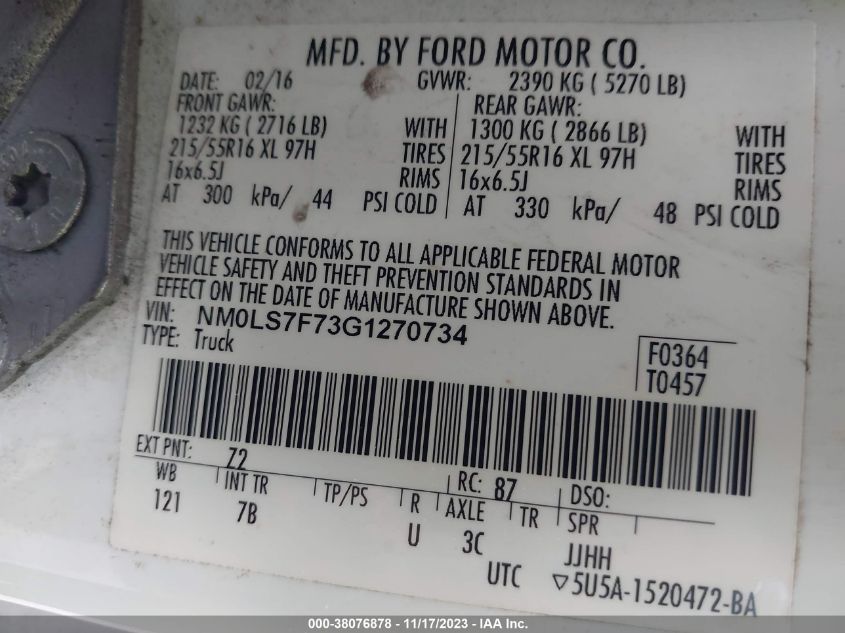 MFD. BY FORD MOTOR CO.
DATE: 02/16 GVWR: 2390 KG ( 5270 LB)
FRONT GAWR: REAR GAWR:
1232 KG ( 2716 LB) WITH 1300 KG ( 2866 LB) WITH
215/55R16 XL 97H TIRES 215/55R16 XL 97H TIRES
16x6.5J RIMS 16x6.5J RIMS
AT 300 kPa/ 44 PSI COLD AT 330 kPa/ 48 PSI COLD
THIS VEHICLE CONFORMS TO ALL APPLICABLE FEDERAL MOTOR
VEHICLE SAFETY AND THEFT PREVENTION STANDARDS IN
EFFECT ON THE DATE OF MANUFACTURE SHOWN ABOVE.
VIN: NM0LS7F73G1270734
TYPE: Truck
F0364
T0457
EXT PNT: Z2 RC: 87 DSO:
WB INT TR TP/PS R AXLE TR SPR
121 7B U 3C JJHH
UTC ▽5U5A-1520472-BA
000-38076878 - 11/17/2023 - IAAI.com